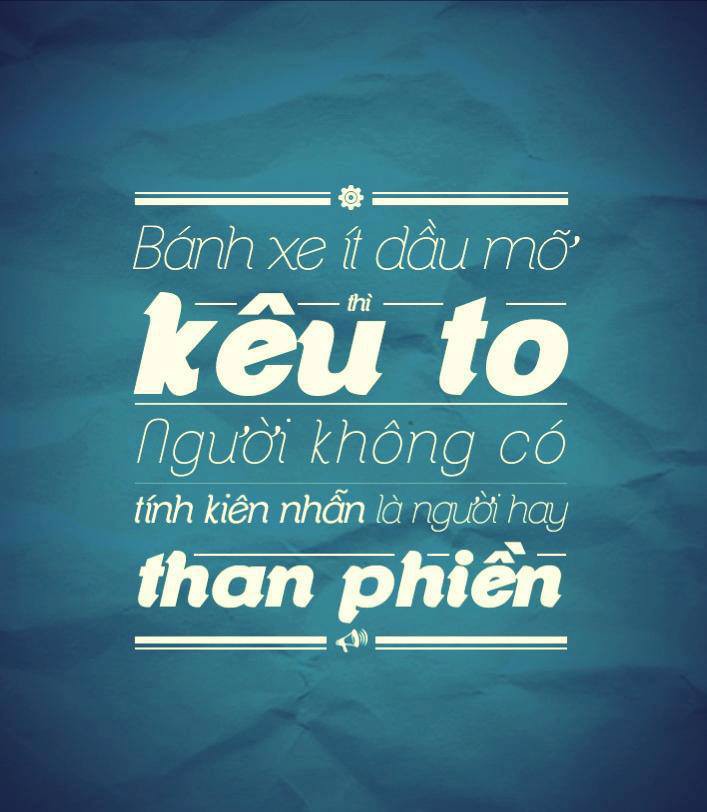 Bánh xe ít dầu mỡ
thì
kêu to
Người không có
tính kiên nhẫn là người hay
than phiền